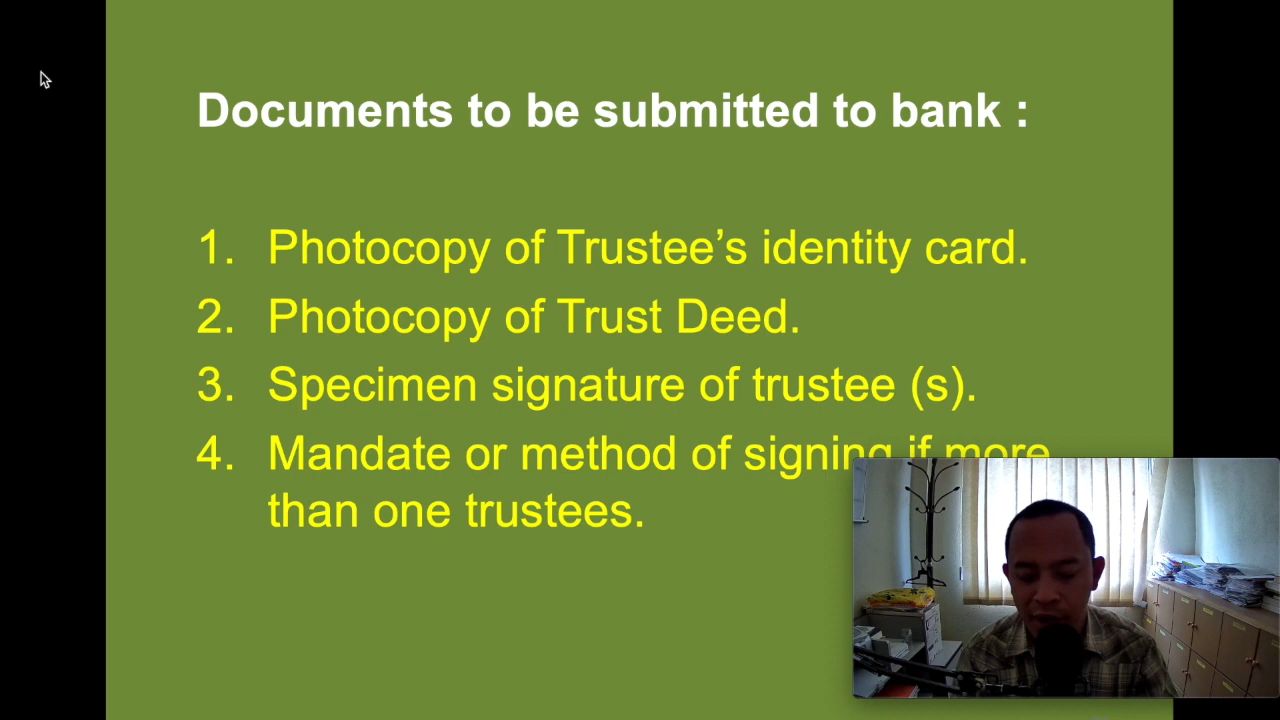 Documents to be submitted to bank :
1. Photocopy of Trustee’s identity card.
2. Photocopy of Trust Deed.
3. Specimen signature of trustee (s).
4. Mandate or method of signing if more
than one trustees.